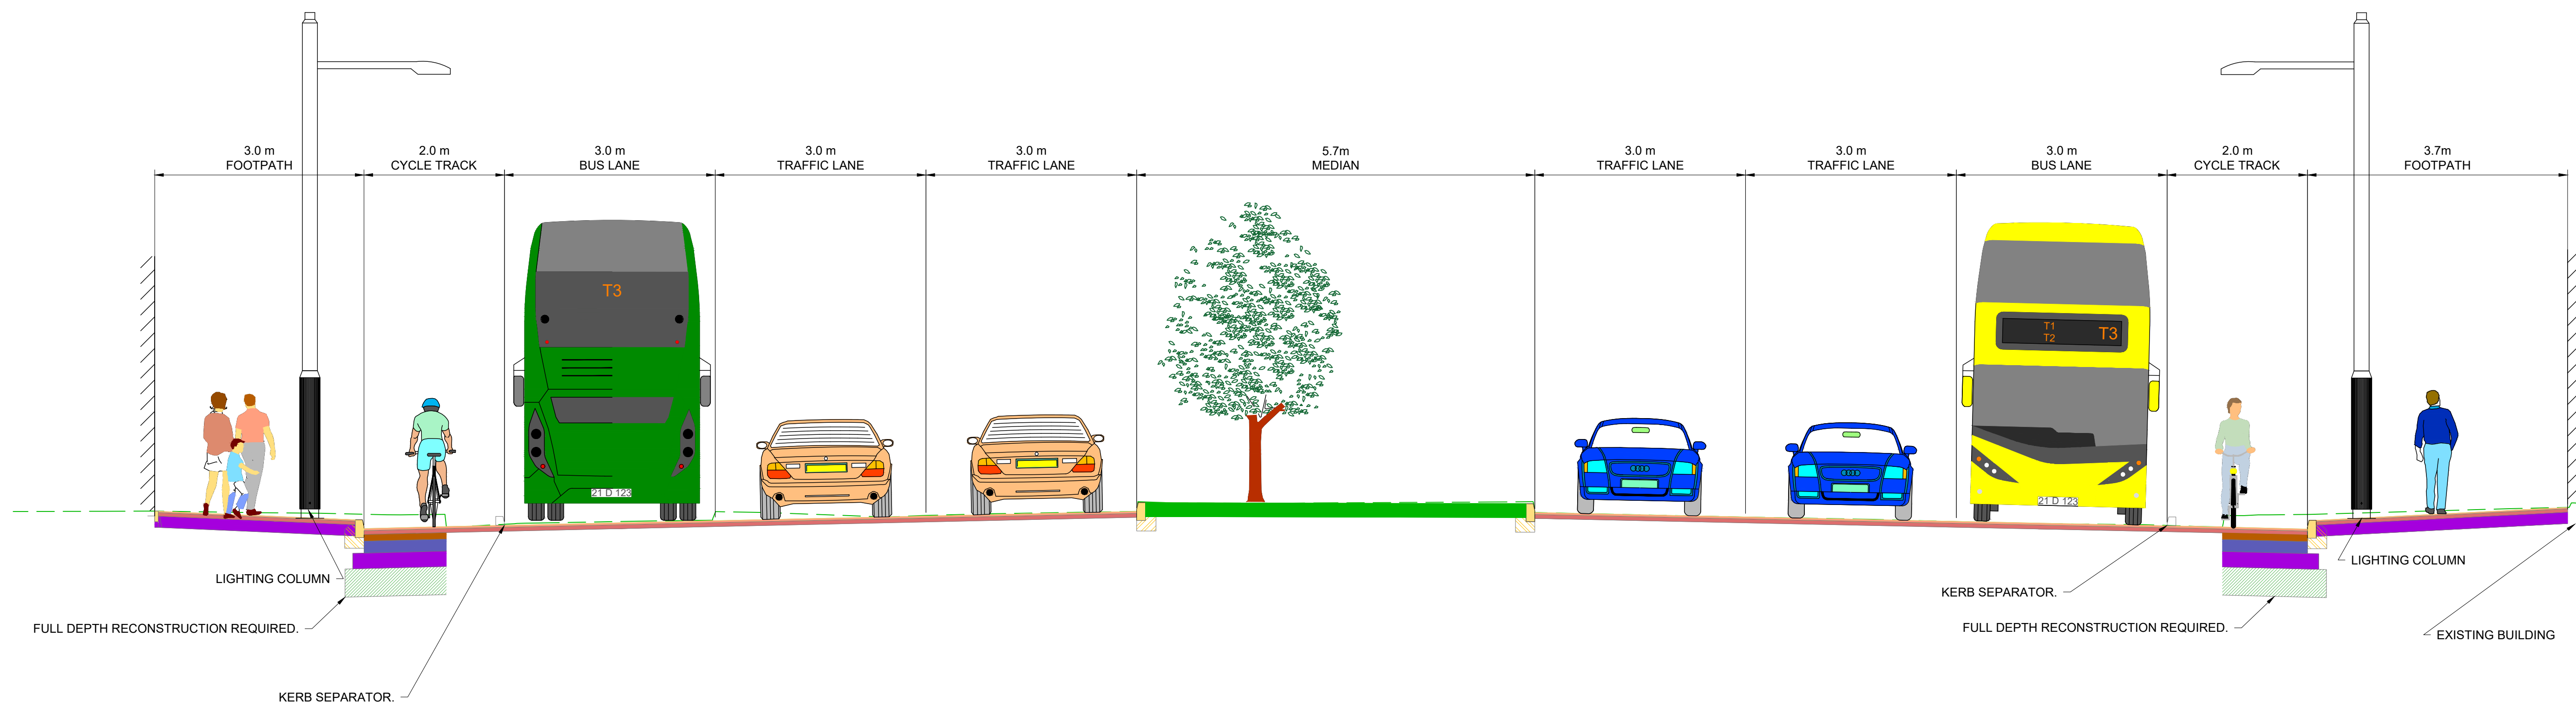 3.0 m
FOOTPATH
2.0 m
CYCLE TRACK
3.0 m
BUS LANE
3.0 m
TRAFFIC LANE
3.0 m
TRAFFIC LANE
5.7m
MEDIAN
3.0 m
TRAFFIC LANE
3.0 m
TRAFFIC LANE
3.0 m
BUS LANE
2.0 m
CYCLE TRACK
3.7m
FOOTPATH
T3
T1
T2
T3
21 D 123
21 D 123
LIGHTING COLUMN
FULL DEPTH RECONSTRUCTION REQUIRED.
KERB SEPARATOR.
LIGHTING COLUMN
KERB SEPARATOR.
FULL DEPTH RECONSTRUCTION REQUIRED.
EXISTING BUILDING